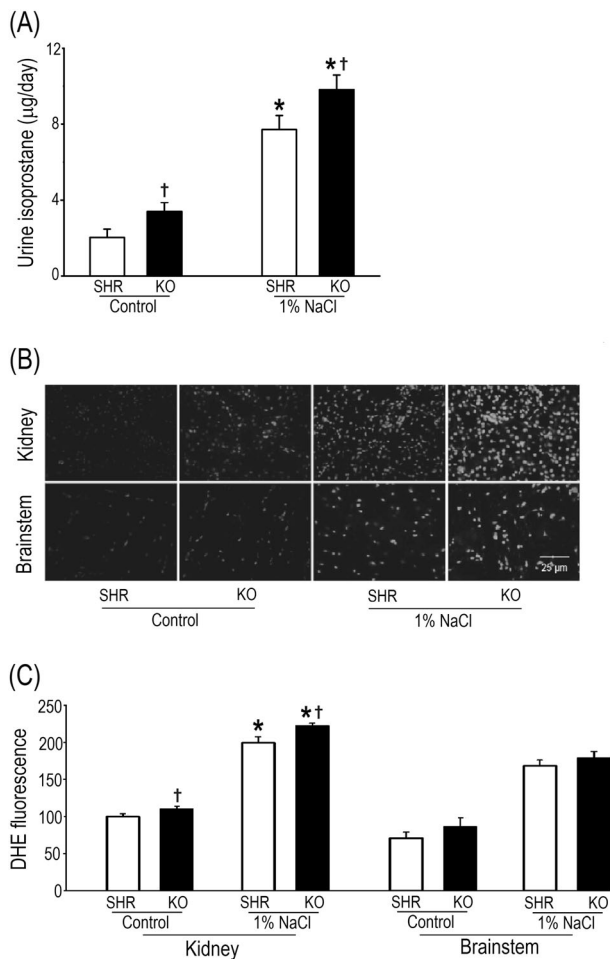 (A)
Urine isoprostane (µg/day)
12
8
4
0
*
*†
†
SHR KO SHR KO
Control 1% NaCl
(B)
Kidney
Brainstem
25 µm
SHR KO SHR KO
Control 1% NaCl
(C)
DHE fluorescence
250
200
150
100
50
0
*
*†
†
SHR KO SHR KO SHR KO SHR KO
Control 1% NaCl Control 1% NaCl
Kidney Brainstem